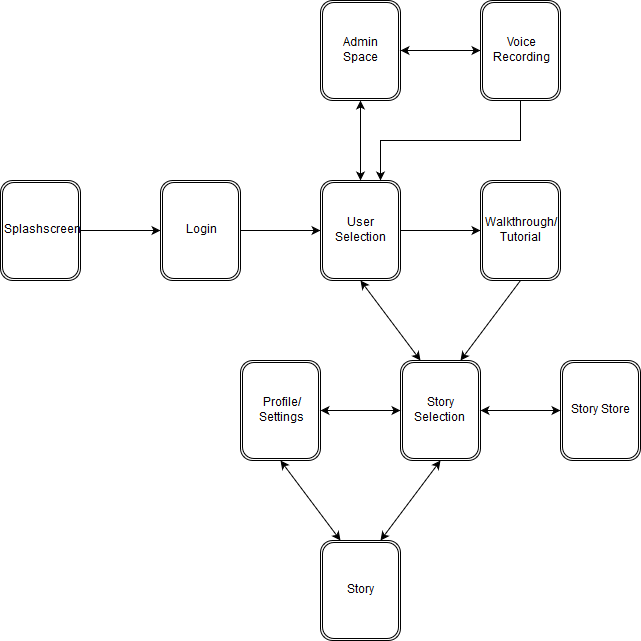 Admin
Space
Voice
Recording
Splashscreen
Login
User
Selection
Walkthrough/
Tutorial
Profile/
Settings
Story
Selection
Story Store
Story